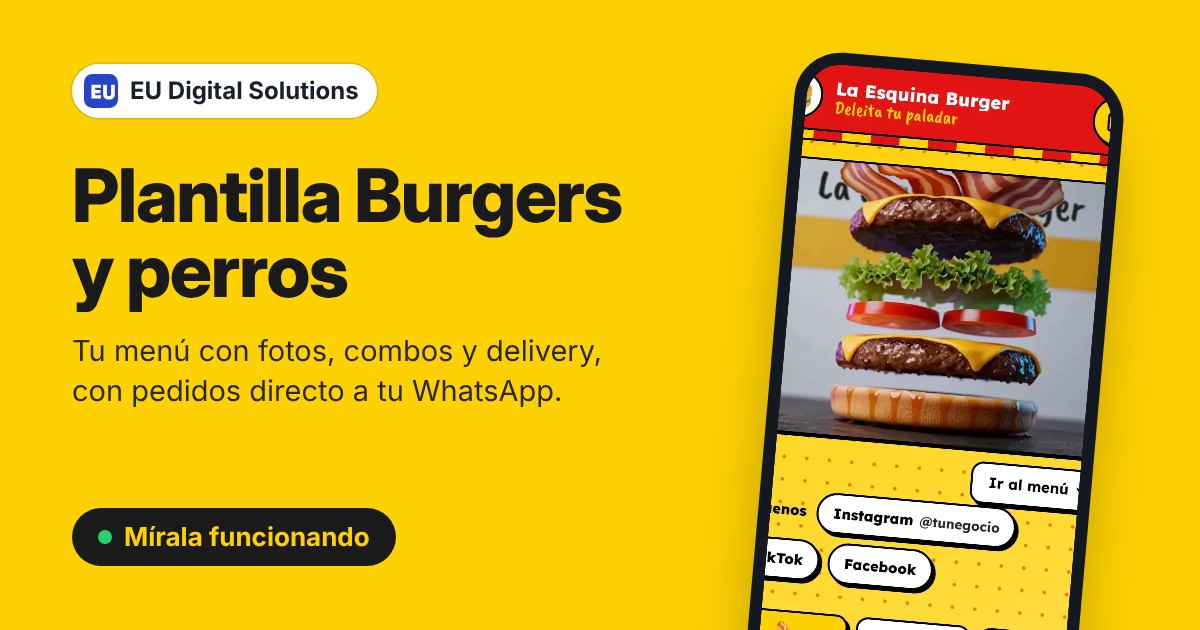 EU
EU Digital Solutions
Plantilla Burgers
y perros
Tu menú con fotos, combos y delivery,
con pedidos directo a tu WhatsApp.
Mírala funcionando
La Esquina Burger
Deleita tu paladar
La
Ir al menú
Instagram @tunegocio
Facebook